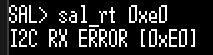 SAL> sal_rt 0xe0
I2C RX ERROR [0xE0]